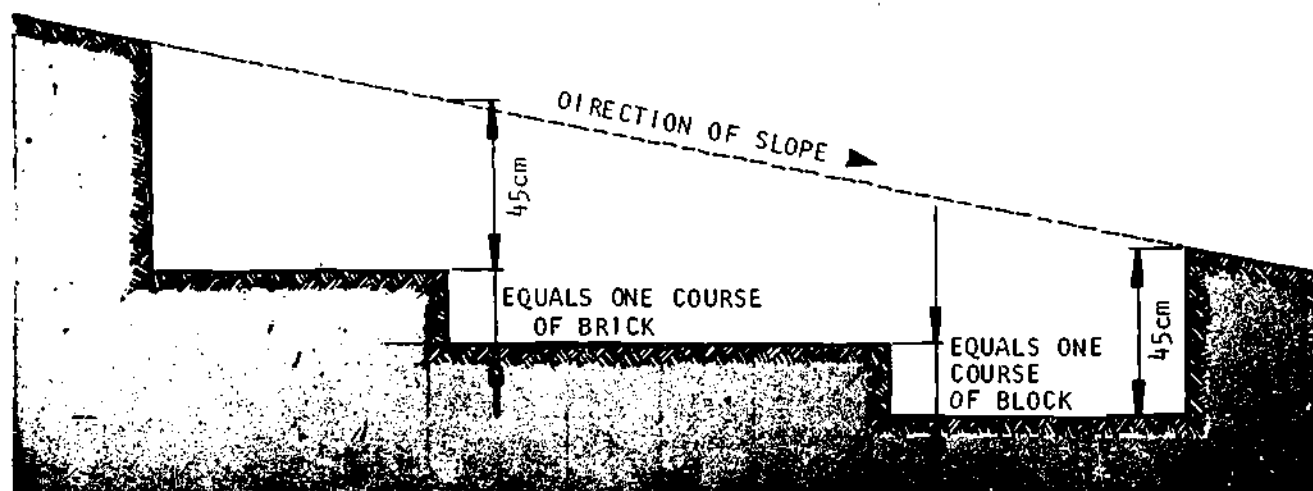 DIRECTION OF SLOPE
45cm
EQUALS ONE COURSE
OF BRICK
EQUALS ONE
COURSE
OF BLOCK
45cm